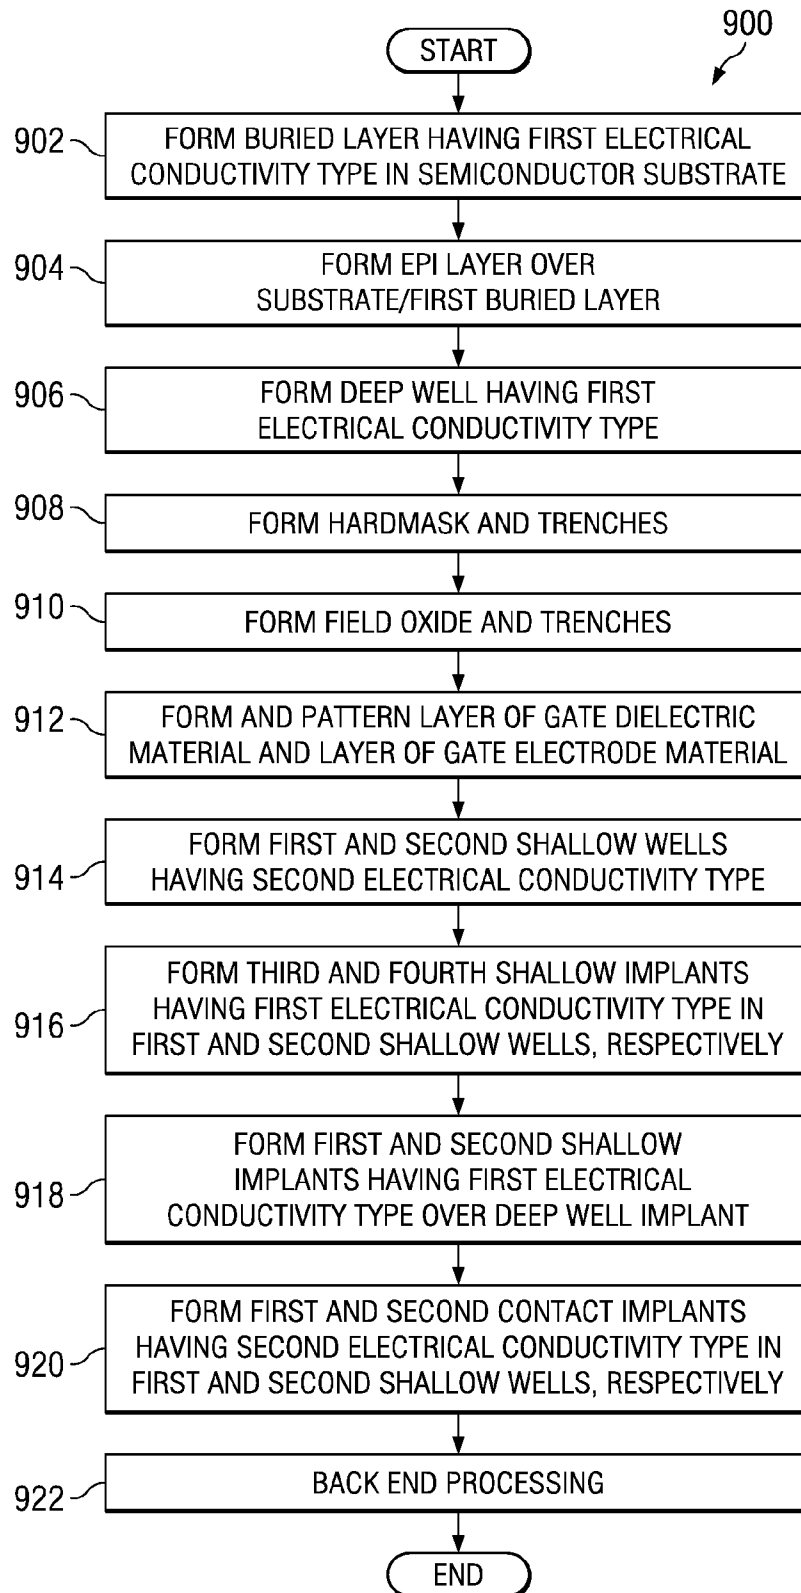 900
START
902
FORM BURIED LAYER HAVING FIRST ELECTRICAL
CONDUCTIVITY TYPE IN SEMICONDUCTOR SUBSTRATE
904
FORM EPI LAYER OVER
SUBSTRATE/FIRST BURIED LAYER
906
FORM DEEP WELL HAVING FIRST
ELECTRICAL CONDUCTIVITY TYPE
908
FORM HARDMASK AND TRENCHES
910
FORM FIELD OXIDE AND TRENCHES
912
FORM AND PATTERN LAYER OF GATE DIELECTRIC
MATERIAL AND LAYER OF GATE ELECTRODE MATERIAL
914
FORM FIRST AND SECOND SHALLOW WELLS
HAVING SECOND ELECTRICAL CONDUCTIVITY TYPE
916
FORM THIRD AND FOURTH SHALLOW IMPLANTS
HAVING FIRST ELECTRICAL CONDUCTIVITY TYPE IN
FIRST AND SECOND SHALLOW WELLS, RESPECTIVELY
918
FORM FIRST AND SECOND SHALLOW
IMPLANTS HAVING FIRST ELECTRICAL
CONDUCTIVITY TYPE OVER DEEP WELL IMPLANT
920
FORM FIRST AND SECOND CONTACT IMPLANTS
HAVING SECOND ELECTRICAL CONDUCTIVITY TYPE IN
FIRST AND SECOND SHALLOW WELLS, RESPECTIVELY
922
BACK END PROCESSING
END